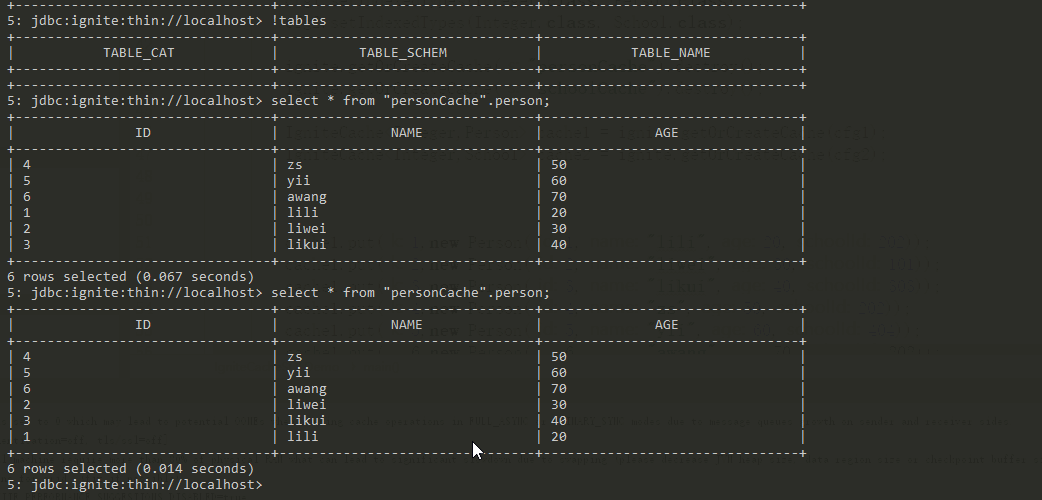 +----------------------------------+----------------------------------+----------------------------------+
5: jdbc:ignite:thin://localhost> !tables
+--------------------------------+--------------------------------+--------------------------------+
| TABLE_CAT | TABLE_SCHEM | TABLE_NAME |
+--------------------------------+--------------------------------+--------------------------------+
+--------------------------------+--------------------------------+--------------------------------+
5: jdbc:ignite:thin://localhost> select * from "personCache".person;
+--------------------------------+--------------------------------+--------------------------------+
| ID | NAME | AGE |
+--------------------------------+--------------------------------+--------------------------------+
| 4 | zs | 50 |
| 5 | yii | 60 |
| 6 | awang | 70 |
| 1 | lili | 20 |
| 2 | liwei | 30 |
| 3 | likui | 40 |
+--------------------------------+--------------------------------+--------------------------------+
6 rows selected (0.067 seconds)
5: jdbc:ignite:thin://localhost> select * from "personCache".person;
+--------------------------------+--------------------------------+--------------------------------+
| ID | NAME | AGE |
+--------------------------------+--------------------------------+--------------------------------+
| 4 | zs | 50 |
| 5 | yii | 60 |
| 6 | awang | 70 |
| 2 | liwei | 30 |
| 3 | likui | 40 |
| 1 | lili | 20 |
+--------------------------------+--------------------------------+--------------------------------+
6 rows selected (0.014 seconds)
5: jdbc:ignite:thin://localhost>